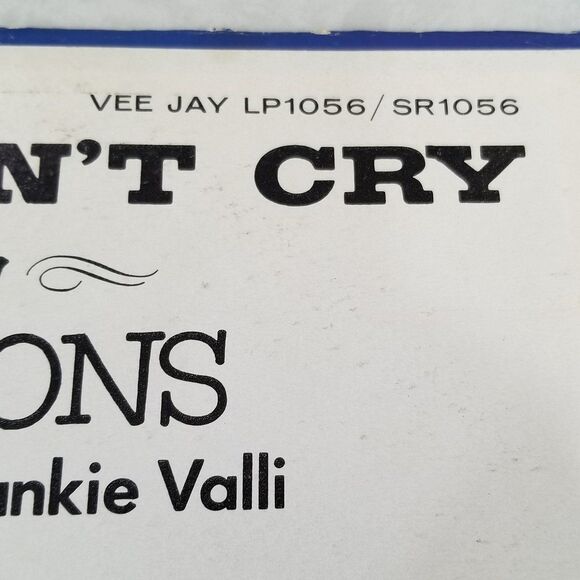 VEE JAY LP1056/SR1056
N'T CRY
ONS
ankie Valli